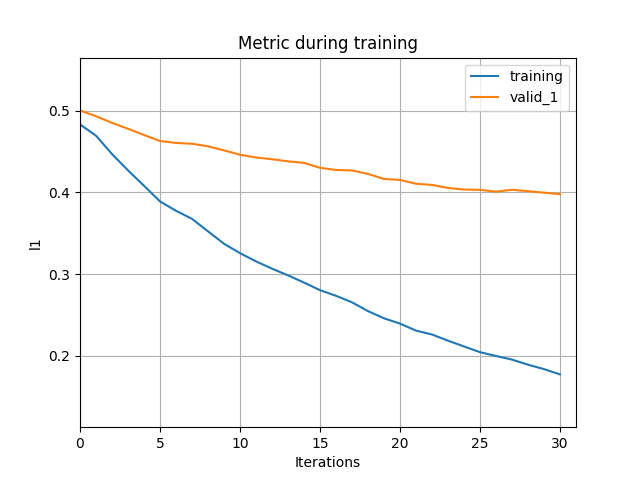 Metric during training
training
valid_1
0.5
0.4
0.3
0.2
l1
0 5 10 15 20 25 30
Iterations